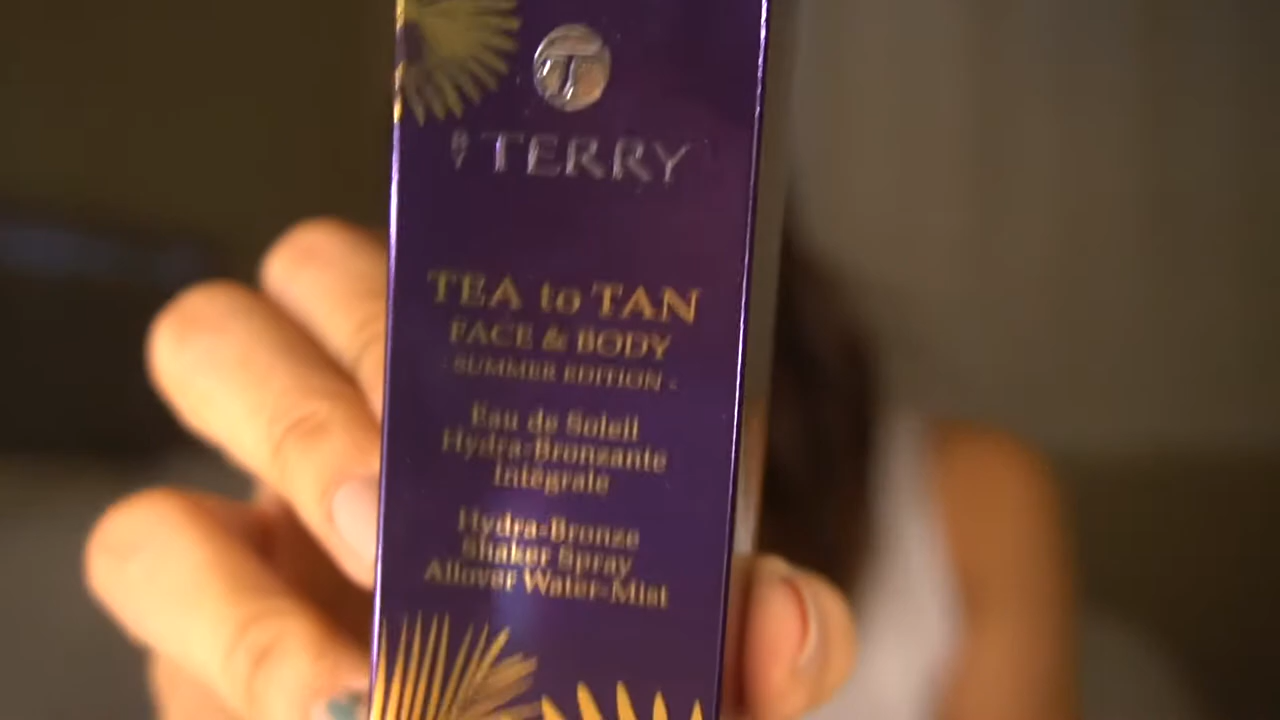 T
BY TERRY
TEA to TAN
FACE & BODY
- SUMMER EDITION -
Eau de Soleil
Hydra-Bronzante
Intégrale
Hydra-Bronze
Shaker Spray
Allover Water-Mist